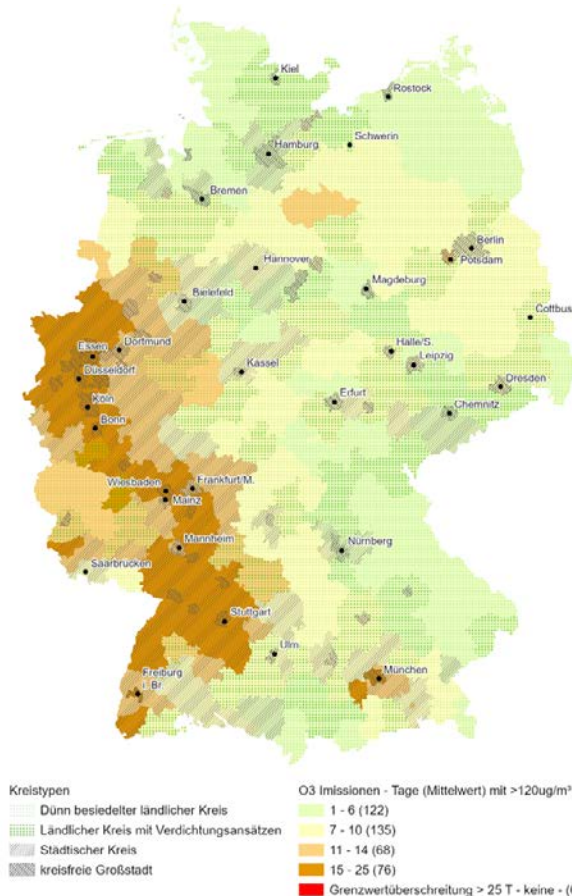 Kiel
Rostock
Schwerin
Hamburg
Bremen
Berlin
Hannover
Potsdam
Magdeburg
Bielefeld
Cottbus
Essen
Dortmund
Halle/S.
Düsseldorf
Leipzig
Kassel
Dresden
Köln
Erfurt
Chemnitz
Bonn
Wiesbaden
Frankfurt/M.
Mainz
Mannheim
Nürnberg
Saarbrücken
Stuttgart
Ulm
München
Freiburg
i. Br.
Kreistypen
Dünn besiedelter ländlicher Kreis
Ländlicher Kreis mit Verdichtungsansätzen
Städtischer Kreis
kreisfreie Großstadt
O3 Imissionen - Tage (Mittelwert) mit >120ug/m³
1 - 6 (122)
7 - 10 (135)
11 - 14 (68)
15 - 25 (76)
Grenzwertüberschreitung > 25 T - keine - (